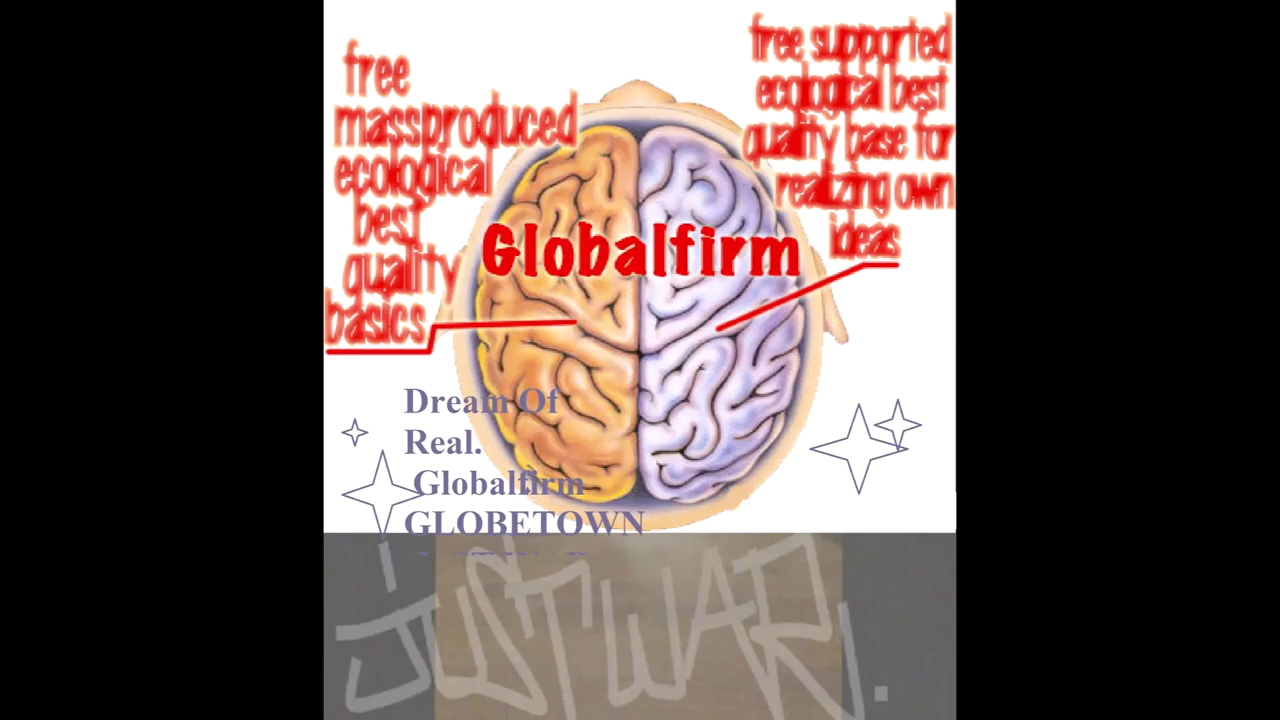 free
massproduced
ecological
best
quality
basics
free supported
ecological best
quality base for
realizing own
ideas
Globalfirm
Dream Of
Real.
Globalfirm
GLOBETOWN
JUST WAR.